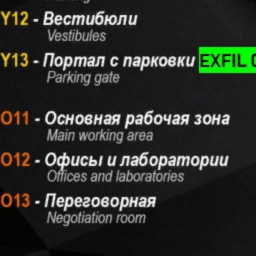 Y12 - Вестибюли
Vestibules
Y13 - Портал с парковки EXFIL
Parking gate
O11 - Основная рабочая зона
Main working area
O12 - Офисы и лаборатории
Offices and laboratories
O13 - Переговорная
Negotiation room